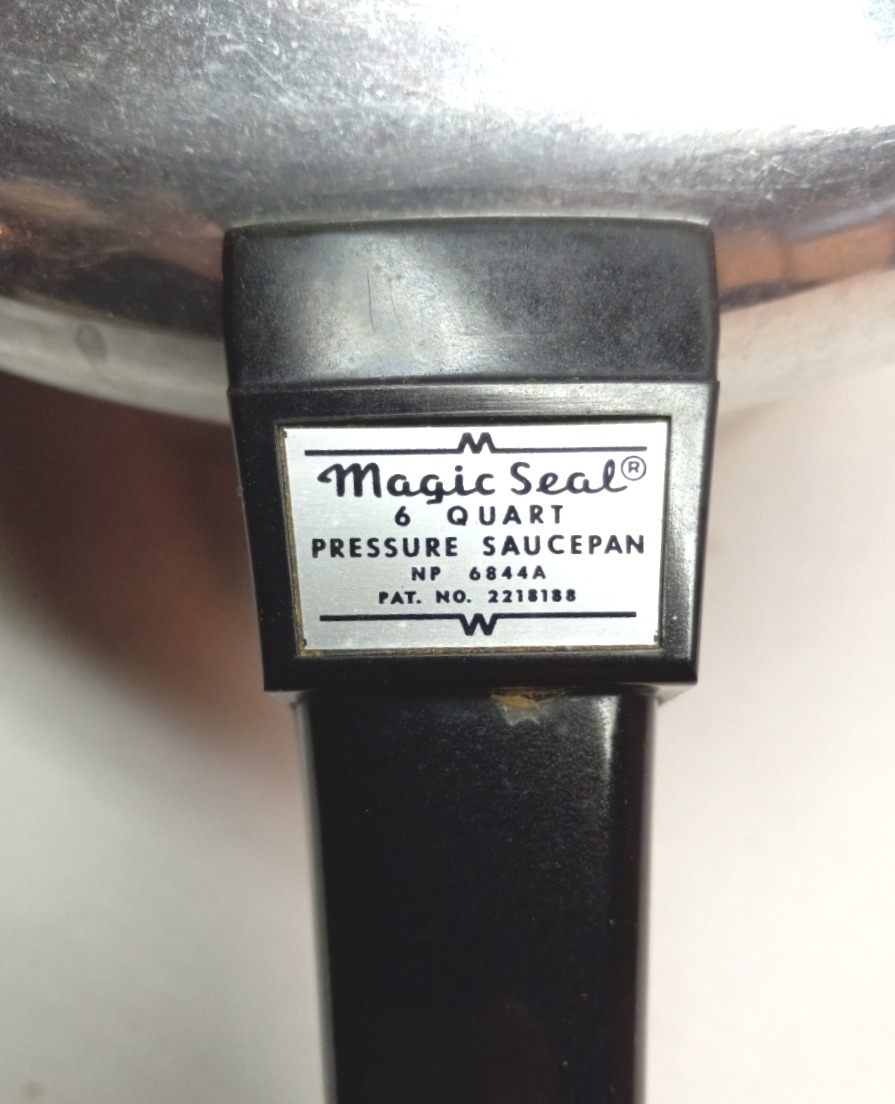 M
Magic Seal®
6 QUART
PRESSURE SAUCEPAN
NP 6844A
PAT. NO. 2218188
W